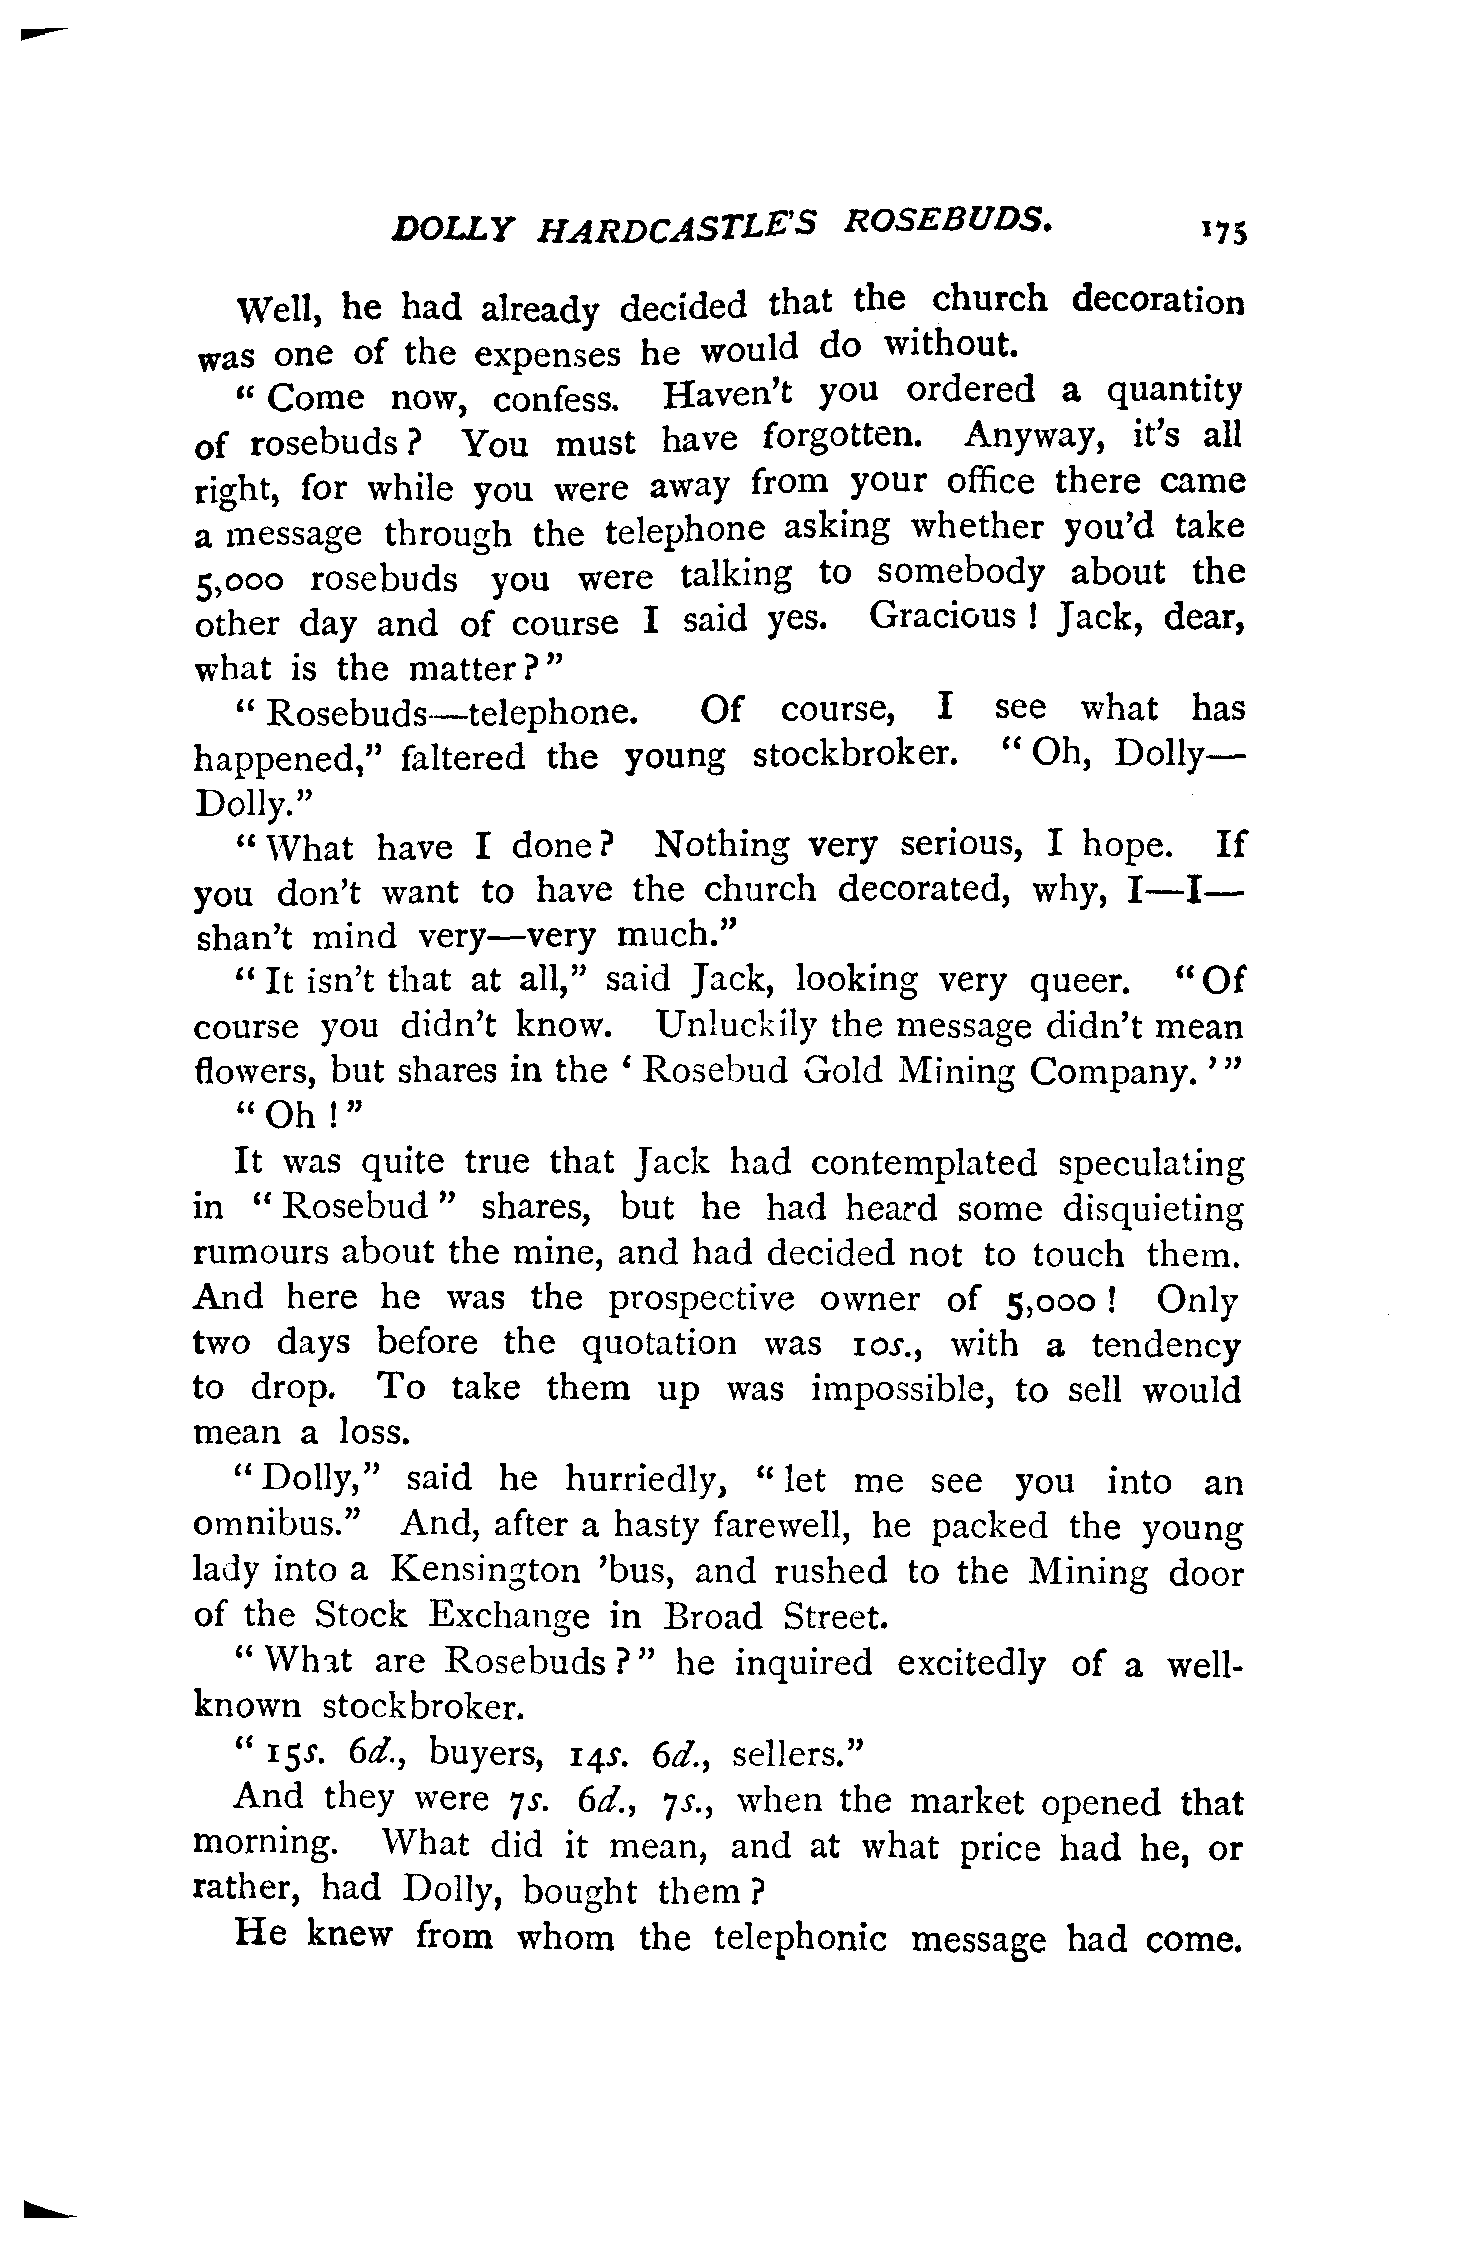 DOLLY HARDCASTLE'S ROSEBUDS. 175
Well, he had already decided that the church decoration
was one of the expenses he would do without.
" Come now, confess. Haven't you ordered a quantity
of rosebuds ? You must have forgotten. Anyway, it's all
right, for while you were away from your office there came
a message through the telephone asking whether you'd take
5,000 rosebuds you were talking to somebody about the
other day and of course I said yes. Gracious ! Jack, dear,
what is the matter ? "
" Rosebuds—telephone. Of course, I see what has
happened," faltered the young stockbroker. " Oh, Dolly—
Dolly."
" What have I done ? Nothing very serious, I hope. If
you don't want to have the church decorated, why, I—I—
shan't mind very—very much."
" It isn't that at all," said Jack, looking very queer. " Of
course you didn't know. Unluckily the message didn't mean
flowers, but shares in the ' Rosebud Gold Mining Company. ' "
" Oh ! "
It was quite true that Jack had contemplated speculating
in " Rosebud " shares, but he had heard some disquieting
rumours about the mine, and had decided not to touch them.
And here he was the prospective owner of 5,000 ! Only
two days before the quotation was 10s., with a tendency
to drop. To take them up was impossible, to sell would
mean a loss.
" Dolly," said he hurriedly, " let me see you into an
omnibus." And, after a hasty farewell, he packed the young
lady into a Kensington 'bus, and rushed to the Mining door
of the Stock Exchange in Broad Street.
" What are Rosebuds ? " he inquired excitedly of a well-
known stockbroker.
" 15s. 6d., buyers, 14s. 6d., sellers."
And they were 7s. 6d., 7s., when the market opened that
morning. What did it mean, and at what price had he, or
rather, had Dolly, bought them ?
He knew from whom the telephonic message had come.